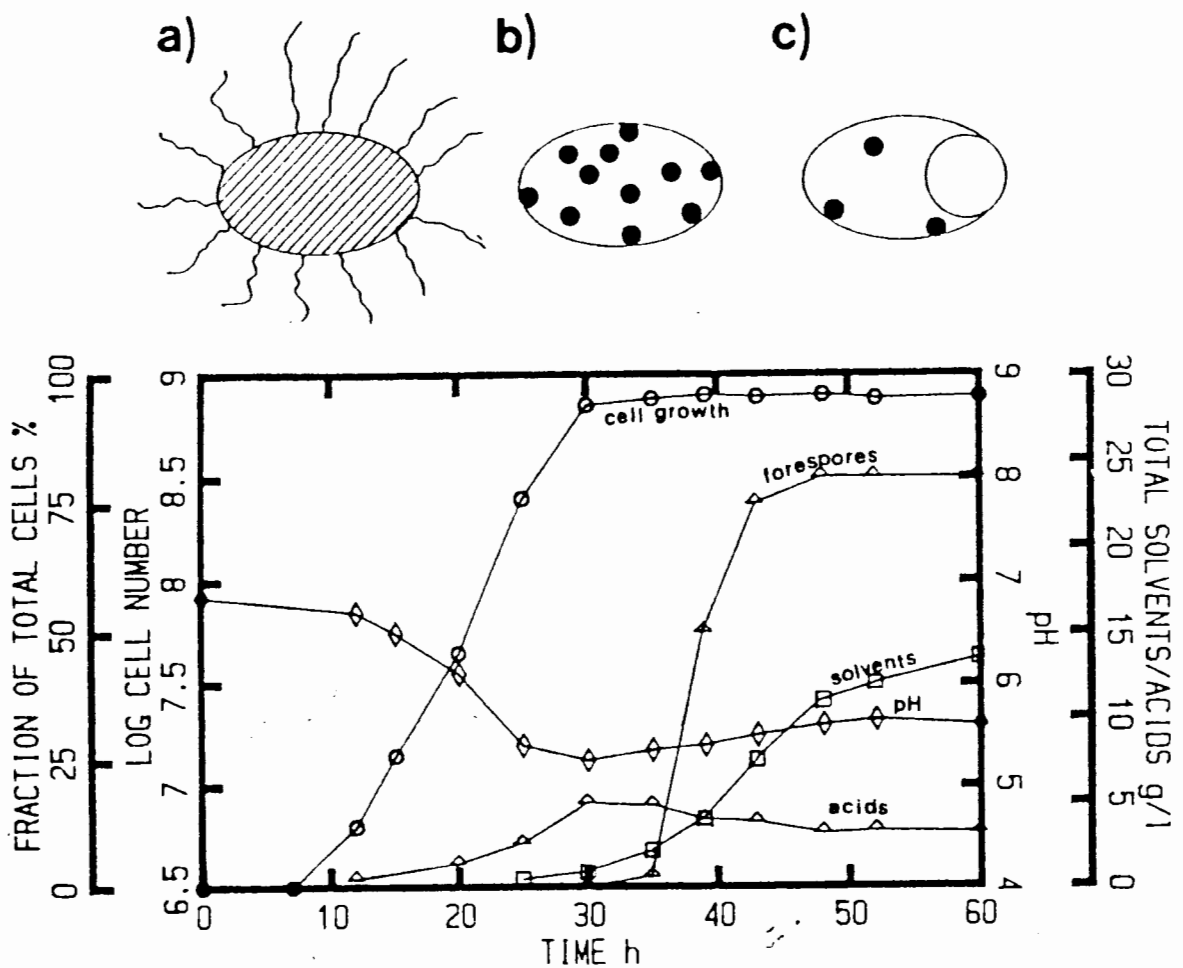 a)
b)
c)
FRACTION OF TOTAL CELLS %
100
75
50
25
0
LOG CELL NUMBER
9
8.5
8
7.5
7
6.5
cell growth
forespores
solvents
pH
acids
9
8
7
6
5
4
pH
30
25
20
15
10
5
0
TOTAL SOLVENTS/ACIDS g/l
0 10 20 30 40 50 60
TIME h